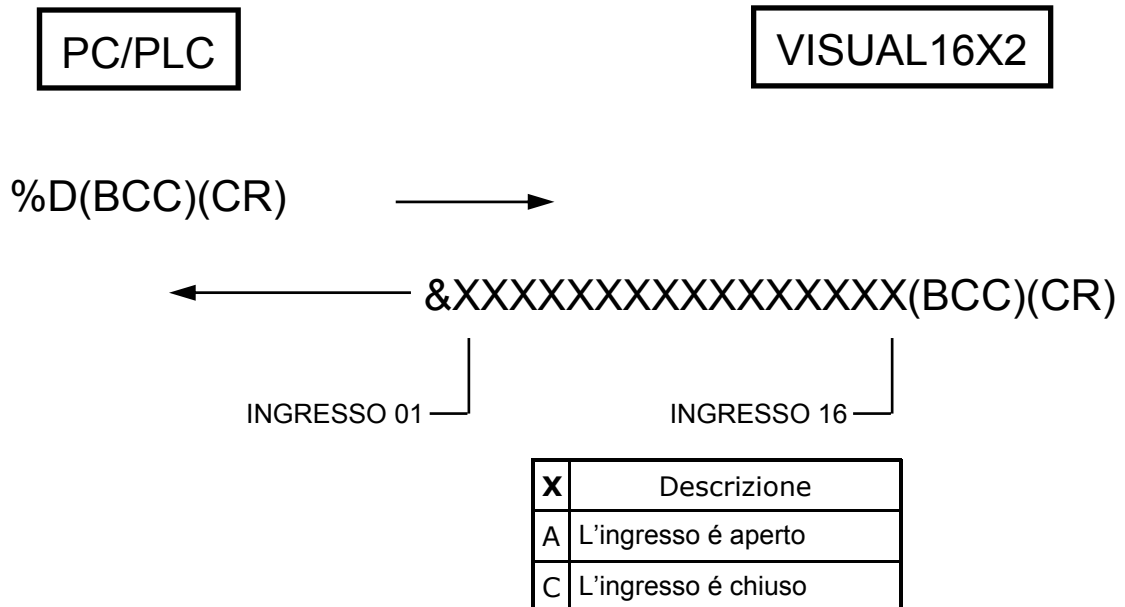 PC/PLC
VISUAL16X2
%D(BCC)(CR)
&XXXXXXXXXXXXXXXX(BCC)(CR)
INGRESSO 01
INGRESSO 16
X Descrizione
A L'ingresso é aperto
C L'ingresso é chiuso